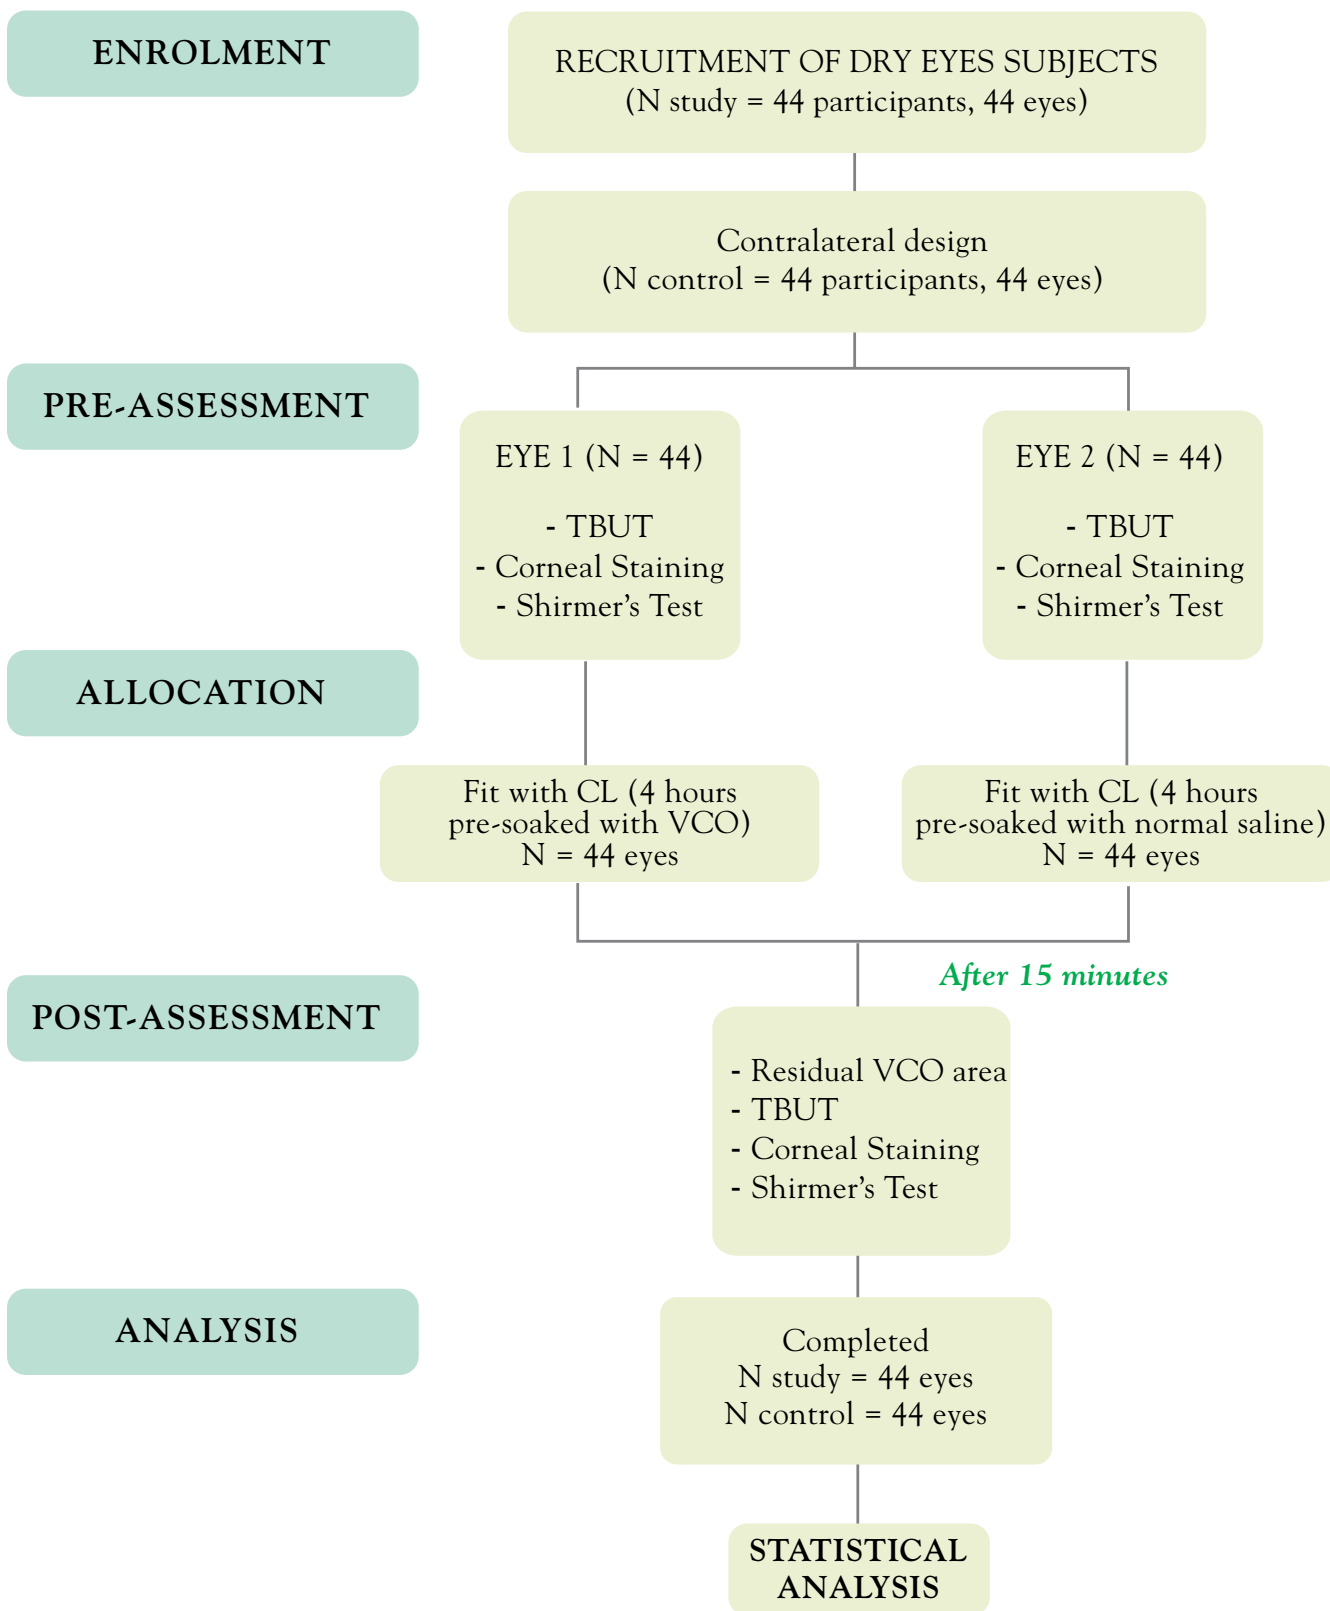 ENROLMENT
RECRUITMENT OF DRY EYES SUBJECTS
(N study = 44 participants, 44 eyes)
Contralateral design
(N control = 44 participants, 44 eyes)
PRE-ASSESSMENT
EYE 1 (N = 44)
- TBUT
- Corneal Staining
- Shirmer's Test
EYE 2 (N = 44)
- TBUT
- Corneal Staining
- Shirmer's Test
ALLOCATION
Fit with CL (4 hours
pre-soaked with VCO)
N = 44 eyes
Fit with CL (4 hours
pre-soaked with normal saline)
N = 44 eyes
After 15 minutes
POST-ASSESSMENT
- Residual VCO area
- TBUT
- Corneal Staining
- Shirmer's Test
ANALYSIS
Completed
N study = 44 eyes
N control = 44 eyes
STATISTICAL
ANALYSIS